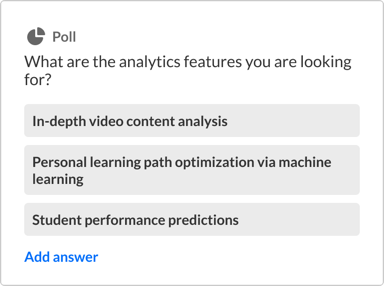 Poll
What are the analytics features you are looking
for?
In-depth video content analysis
Personal learning path optimization via machine
learning
Student performance predictions
Add answer